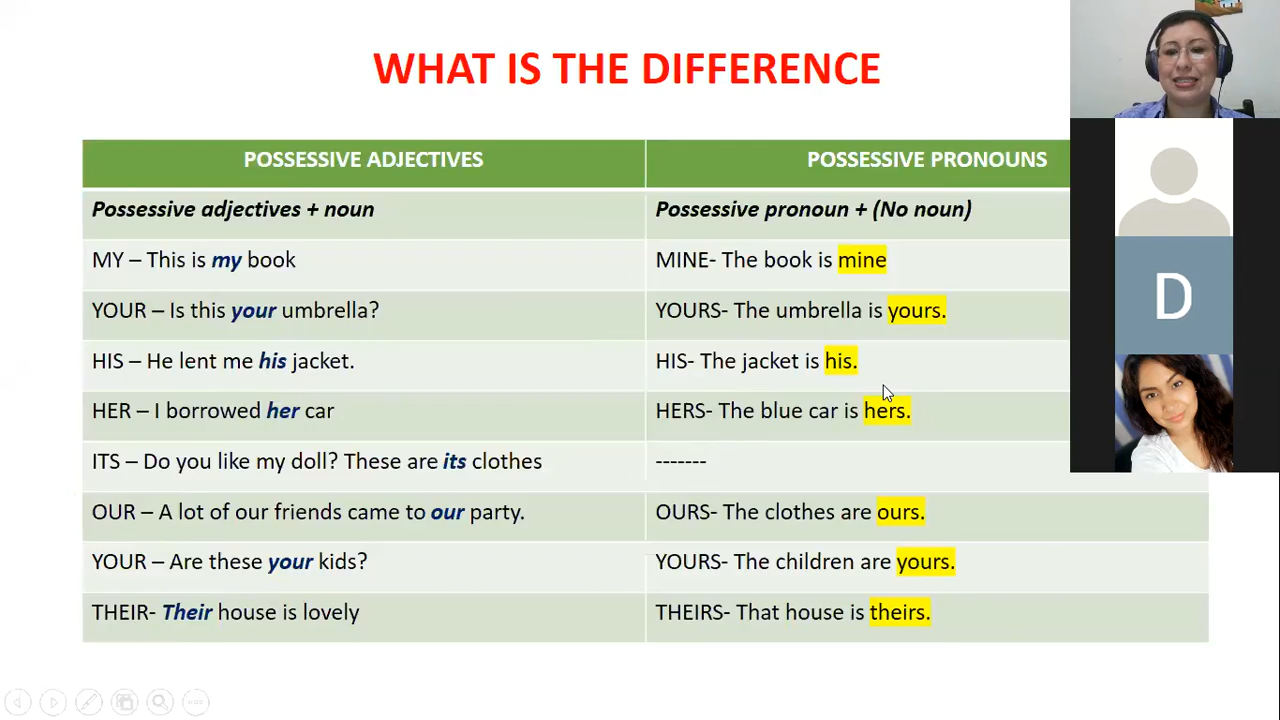 WHAT IS THE DIFFERENCE
POSSESSIVE ADJECTIVES
POSSESSIVE PRONOUNS
Possessive adjectives + noun
Possessive pronoun + (No noun)
MY – This is my book
MINE- The book is mine
YOUR – Is this your umbrella?
YOURS- The umbrella is yours.
HIS – He lent me his jacket.
HIS- The jacket is his.
HER – I borrowed her car
HERS- The blue car is hers.
ITS – Do you like my doll? These are its clothes
-------
OUR – A lot of our friends came to our party.
OURS- The clothes are ours.
YOUR – Are these your kids?
YOURS- The children are yours.
THEIR- Their house is lovely
THEIRS- That house is theirs.
D